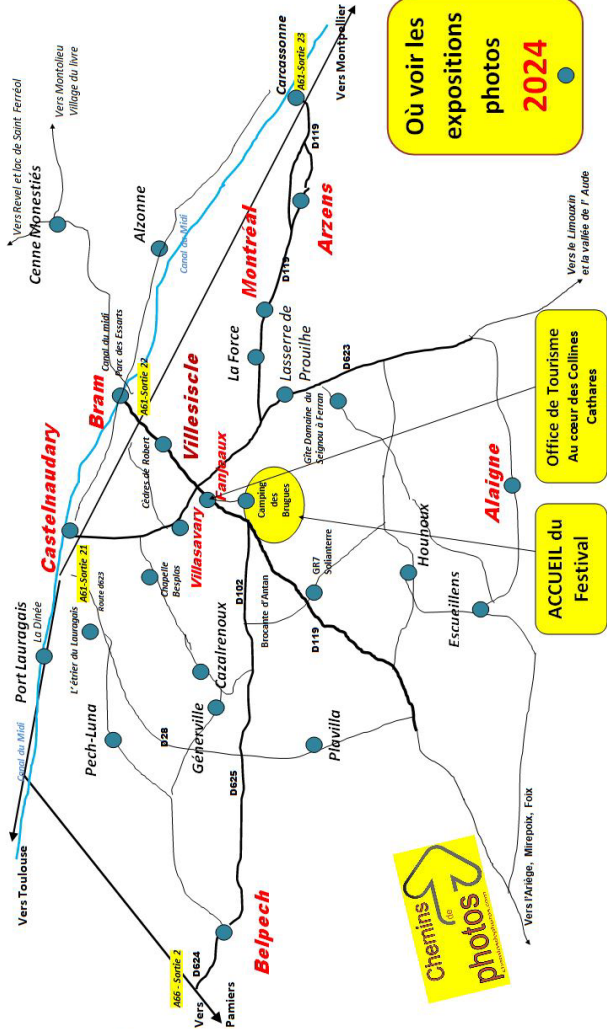 Vers Toulouse
Canal du Midi
Port Lauragais
La Dinée
A61-Sortie 21
Castelnaudary
Bram
Canal du midi
Parc des Essarts
A61-Sortie 22
Vers Revel et lac de Saint Ferréol
Cenne Monestiés
Vers Montolieu
Village du livre
Alzonne
Canal du Midi
Carcassonne
A61-Sortie 23
Vers Montpellier
L'étrier du Lauragais
Route d623
Pech-Luna
D28
Chapelle
Besplas
Cèdres de Robert
Villesiscle
Villasavary
Fanjeaux
Montréal
D119
Arzens
D119
La Force
Lasserre de
Prouilhe
D623
Gîte Domaine du
Seignou à Ferran
Camping
des
Brugues
Cazalrenoux
Génerville
D102
D625
Brocante d'Antan
GR7
Solianterre
D119
Plavilla
A66 - Sortie 2
Vers
Pamiers
D624
Belpech
Hounoux
Escueillens
Alaigne
Vers le Limouxin
et la vallée de l' Aude
Vers l'Ariège, Mirepoix, Foix
Où voir les
expositions
photos
2024
ACCUEIL du
Festival
Office de Tourisme
Au cœur des Collines
Cathares
Chemins
de
photos